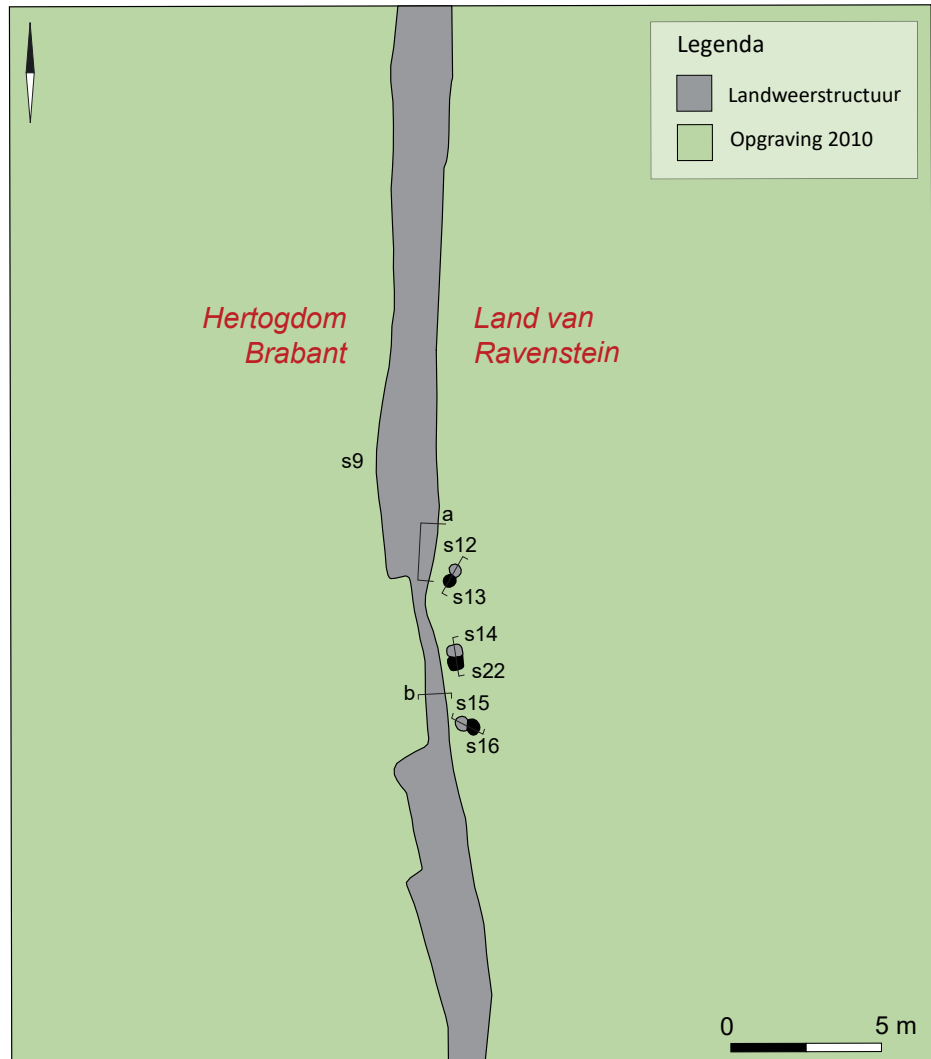 Legenda
Landweerstructuur
Opgraving 2010
Hertogdom
Brabant
Land van
Ravenstein
s9
a
s12
s13
s14
s22
b
s15
s16
0
5 m